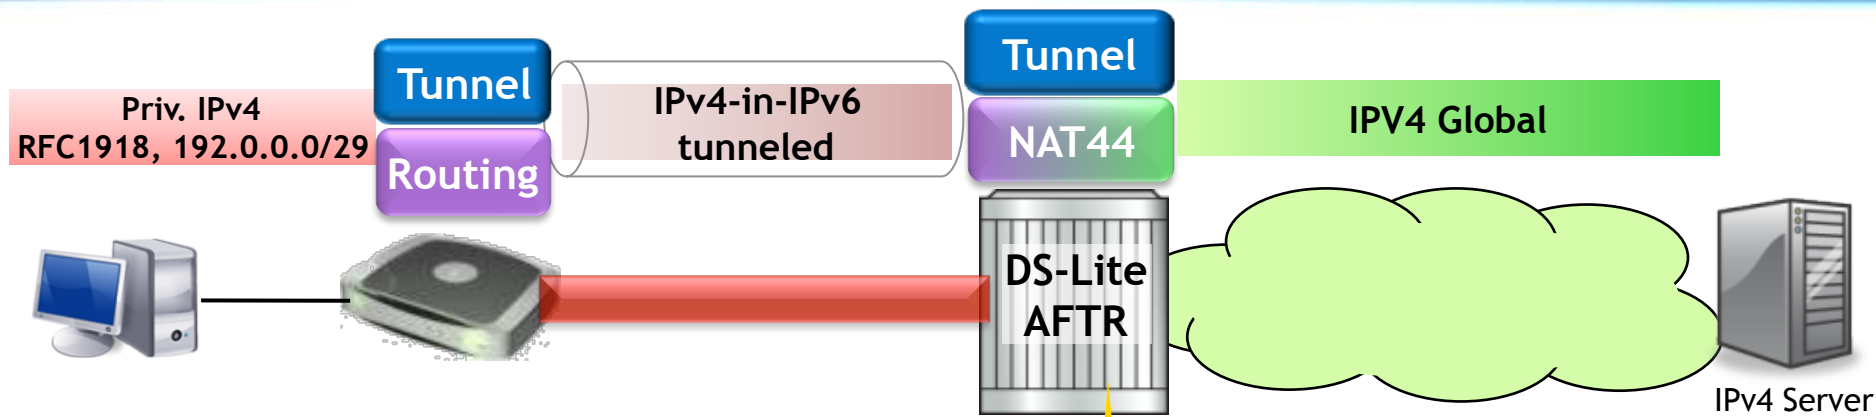 Priv. IPv4
RFC1918, 192.0.0.0/29
Tunnel
Routing
IPv4-in-IPv6
tunneled
Tunnel
NAT44
IPV4 Global
DS-Lite
AFTR
IPv4 Server